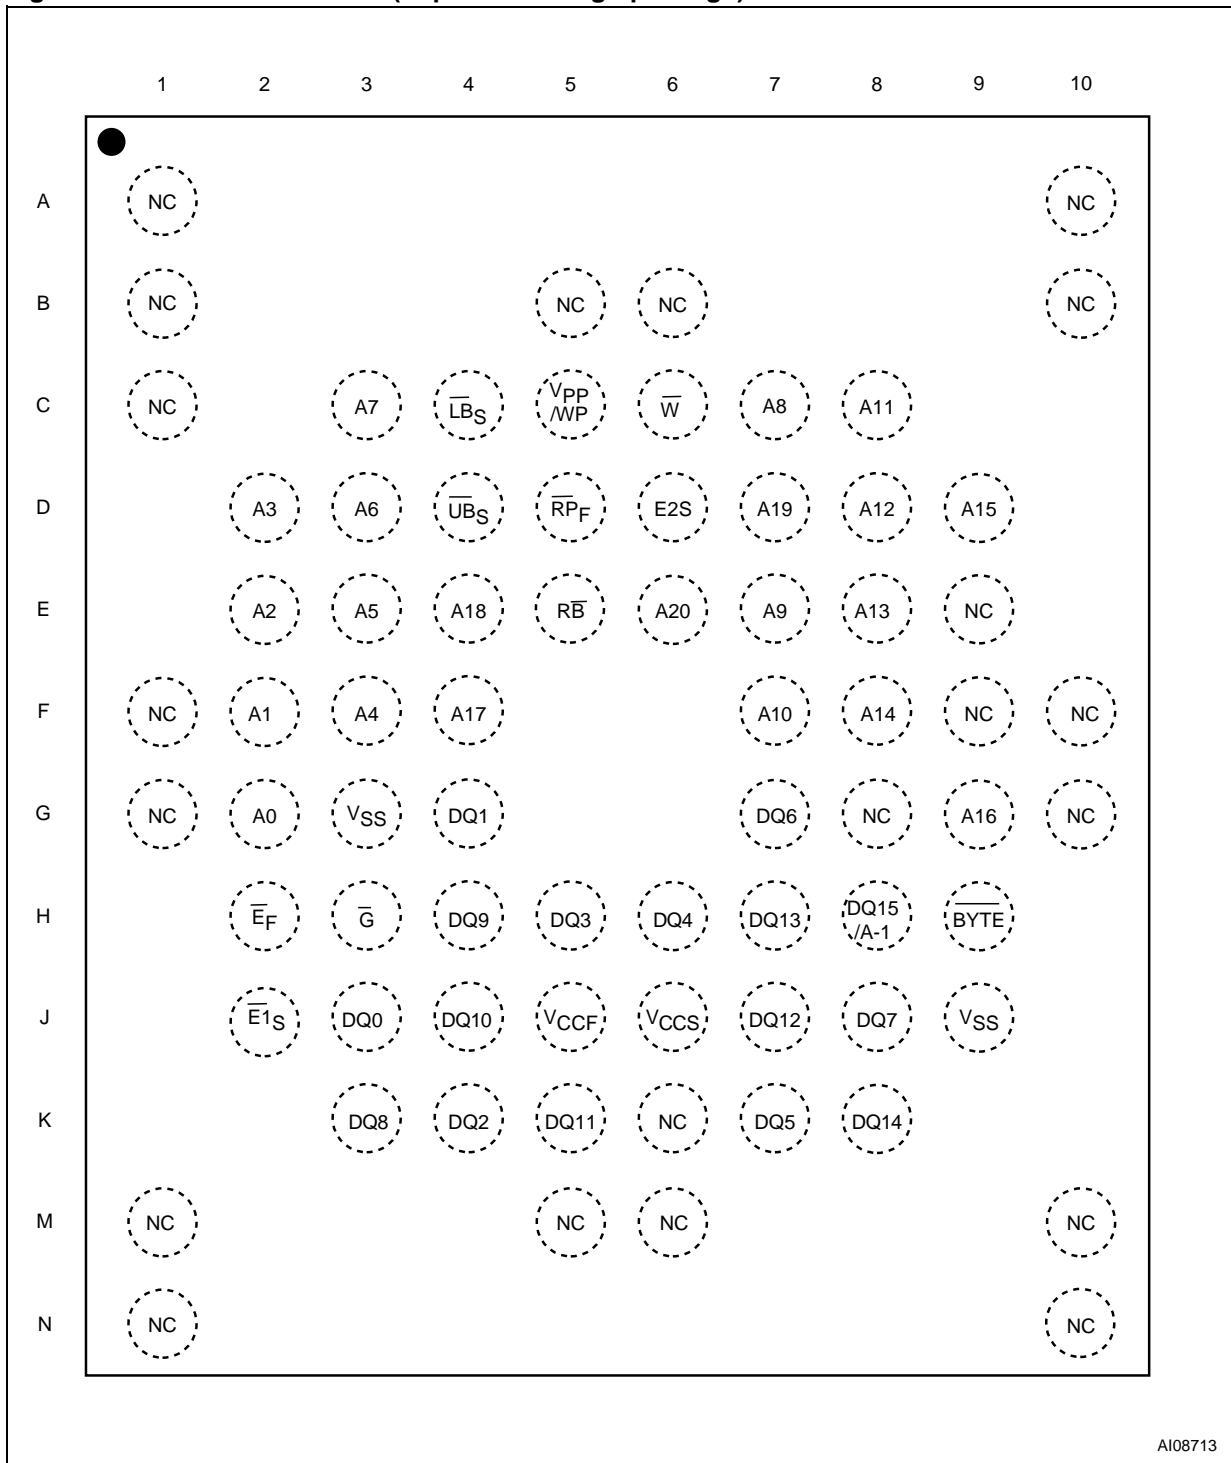 1 2 3 4 5 6 7 8 9 10
A NC NC
B NC NC NC NC
C NC A7 LBS VPP/WP W A8 A11
D A3 A6 UBS RPF E2S A19 A12 A15
E A2 A5 A18 RB A20 A9 A13 NC
F NC A1 A4 A17 A10 A14 NC NC
G NC A0 VSS DQ1 DQ6 NC A16 NC
H EF G DQ9 DQ3 DQ4 DQ13 DQ15/A-1 BYTE
J E1S DQ0 DQ10 VCCF VCCS DQ12 DQ7 VSS
K DQ8 DQ2 DQ11 NC DQ5 DQ14
M NC NC NC NC
N NC NC
AI08713